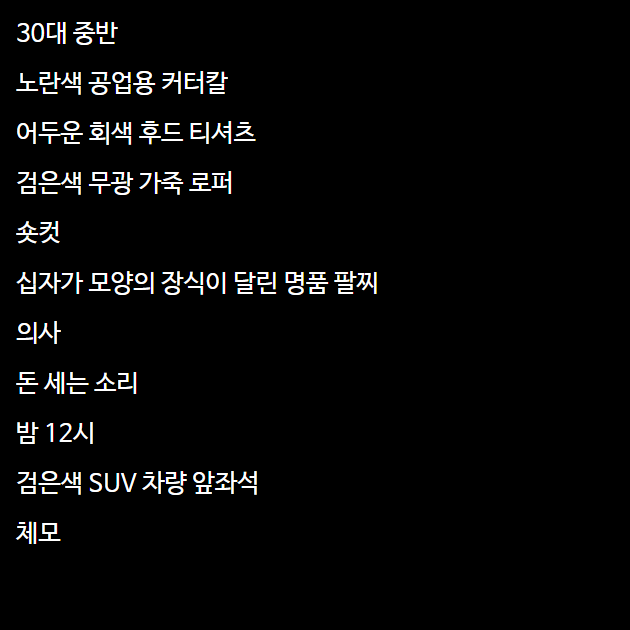 30대 중반
노란색 공업용 커터칼
어두운 회색 후드 티셔츠
검은색 무광 가죽 로퍼
숏컷
십자가 모양의 장식이 달린 명품 팔찌
의사
돈 세는 소리
밤 12시
검은색 SUV 차량 앞좌석
체모